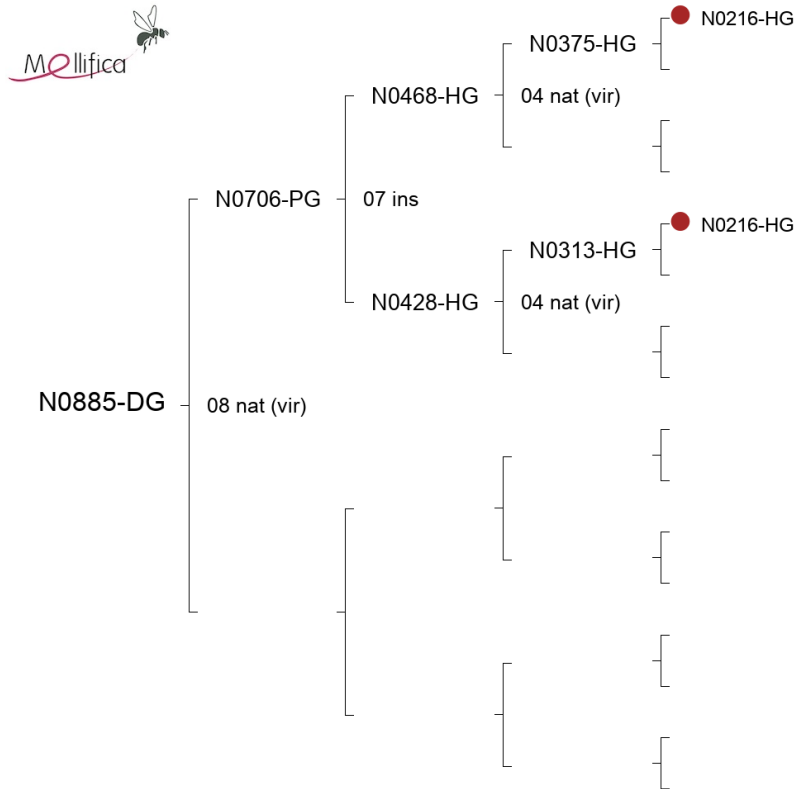 Mellifica
N0216-HG
N0375-HG
N0468-HG
04 nat (vir)
N0706-PG
07 ins
N0216-HG
N0313-HG
N0428-HG
04 nat (vir)
N0885-DG
08 nat (vir)